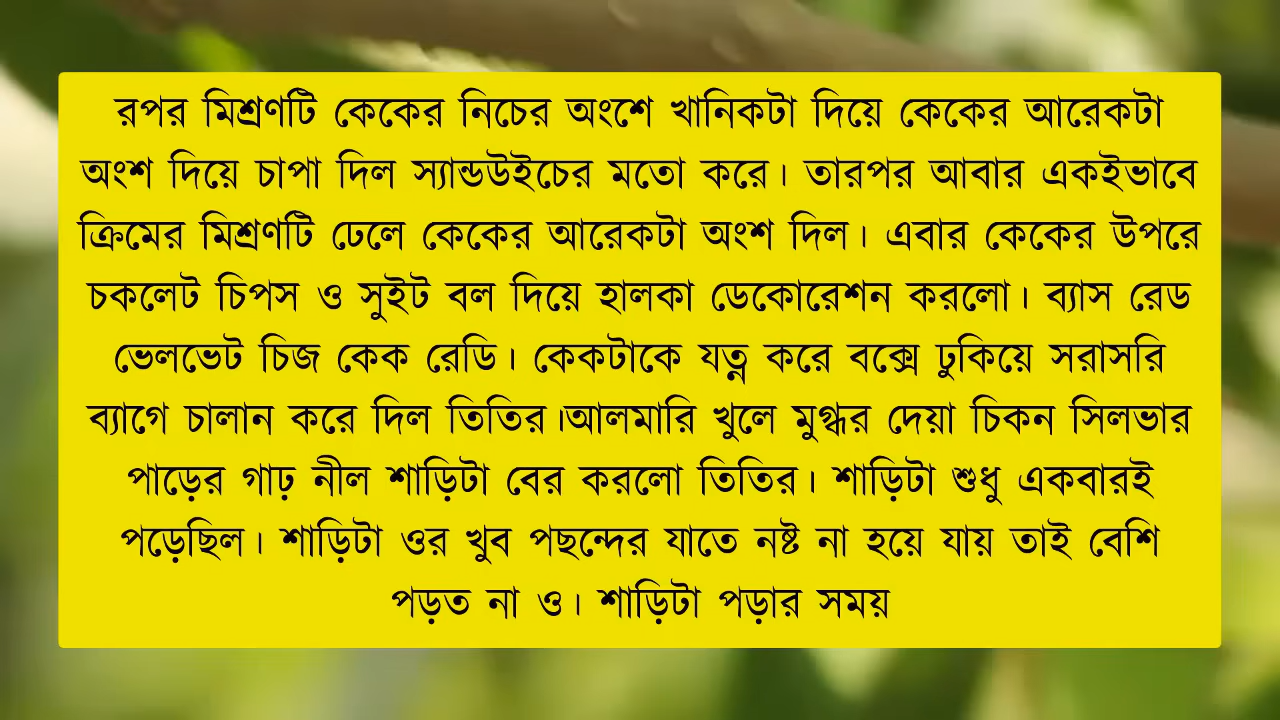 রপর মিশ্রণটি কেকের নিচের অংশে খানিকটা দিয়ে কেকের আরেকটা
অংশ দিয়ে চাপা দিল স্যান্ডউইচের মতো করে। তারপর আবার একইভাবে
ক্রিমের মিশ্রণটি ঢেলে কেকের আরেকটা অংশ দিল। এবার কেকের উপরে
চকলেট চিপস ও সুইট বল দিয়ে হালকা ডেকোরেশন করলো। ব্যাস রেড
ভেলভেট চিজ কেক রেডি। কেকটাকে যত্ন করে বক্সে ঢুকিয়ে সরাসরি
ব্যাগে চালান করে দিল তিতির।আলমারি খুলে মুগ্ধর দেয়া চিকন সিলভার
পাড়ের গাঢ় নীল শাড়িটা বের করলো তিতির। শাড়িটা শুধু একবারই
পড়েছিল। শাড়িটা ওর খুব পছন্দের যাতে নষ্ট না হয়ে যায় তাই বেশি
পড়ত না ও। শাড়িটা পড়ার সময়